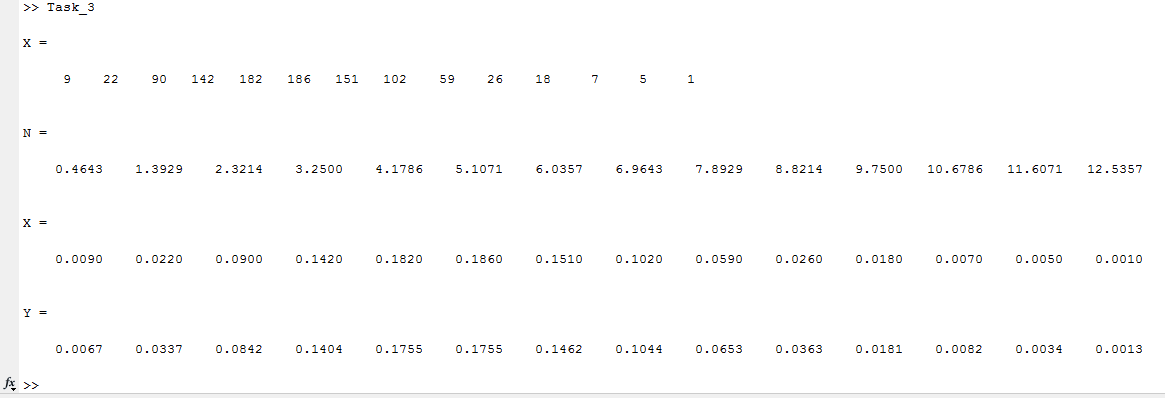 >> Task_3
X =
9 22 90 142 182 186 151 102 59 26 18 7 5 1
N =
0.4643 1.3929 2.3214 3.2500 4.1786 5.1071 6.0357 6.9643 7.8929 8.8214 9.7500 10.6786 11.6071 12.5357
X =
0.0090 0.0220 0.0900 0.1420 0.1820 0.1860 0.1510 0.1020 0.0590 0.0260 0.0180 0.0070 0.0050 0.0010
Y =
0.0067 0.0337 0.0842 0.1404 0.1755 0.1755 0.1462 0.1044 0.0653 0.0363 0.0181 0.0082 0.0034 0.0013
fx >>